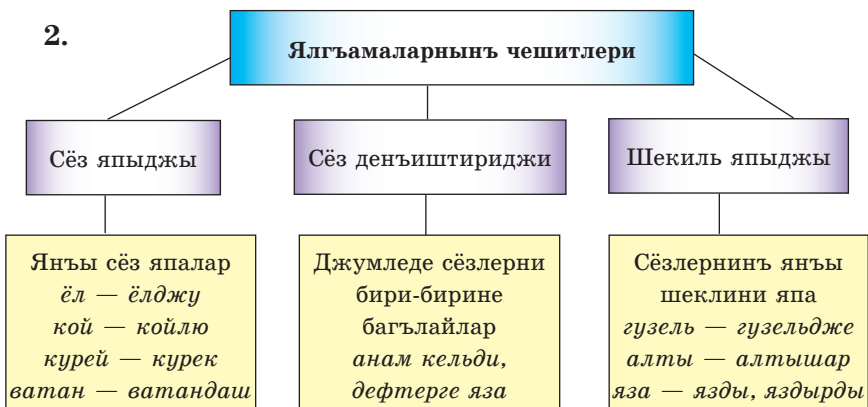 2.
Ялгъамаларнынъ чешитлери
Сёз япыджы
Сёз денъиштириджи
Шекиль япыджы
Янъы сёз япалар
ёл — ёлджу
кой — койлю
курей — курек
ватан — ватандаш
Джумледе сёзлерни
бири-бирине
багълайлар
анам кельди,
дефтерге яза
Сёзлернинъ янъы
шеклини япа
гузель — гузельдже
алты — алтышар
яза — язды, яздырды